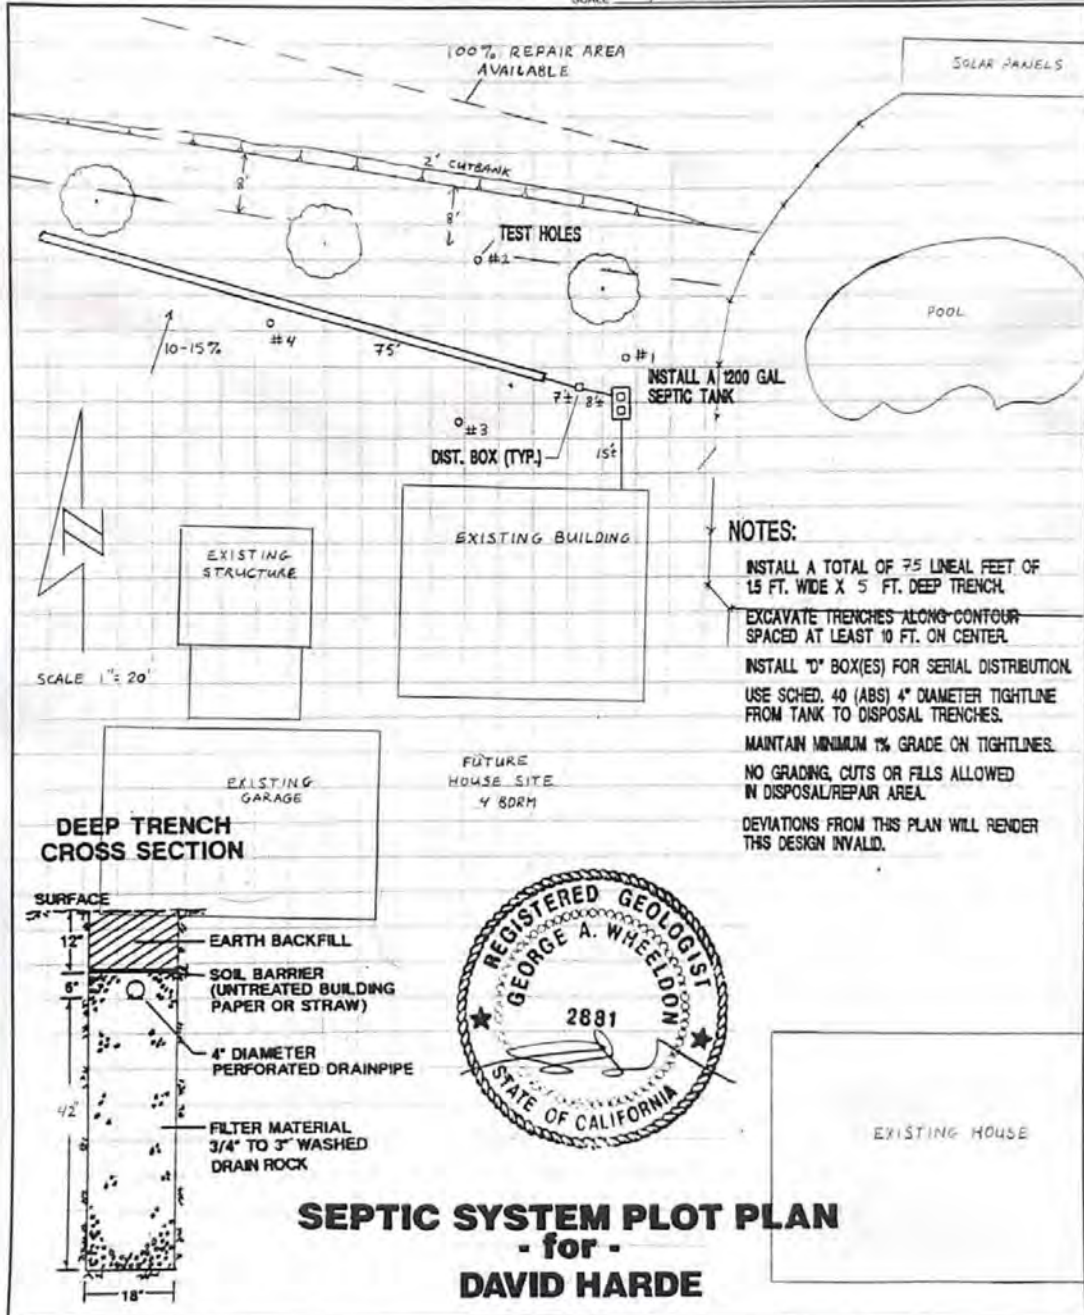 100% REPAIR AREA
AVAILABLE
SOLAR PANELS
2' CUTBANK
8'
8'
TEST HOLES
#2
POOL
10-15%
#4
75'
#1
INSTALL A 1200 GAL.
SEPTIC TANK
7'±
8'±
#3
DIST. BOX (TYP.)
15'±
N
EXISTING
STRUCTURE
EXISTING BUILDING
SCALE 1"=20'
NOTES:
INSTALL A TOTAL OF 75 LINEAL FEET OF
1.5 FT. WIDE X 5 FT. DEEP TRENCH.
EXCAVATE TRENCHES ALONG CONTOUR
SPACED AT LEAST 10 FT. ON CENTER.
INSTALL "D" BOX(ES) FOR SERIAL DISTRIBUTION.
USE SCHED. 40 (ABS) 4" DIAMETER TIGHTLINE
FROM TANK TO DISPOSAL TRENCHES.
MAINTAIN MINIMUM 1% GRADE ON TIGHTLINES.
NO GRADING, CUTS OR FILLS ALLOWED
IN DISPOSAL/REPAIR AREA.
DEVIATIONS FROM THIS PLAN WILL RENDER
THIS DESIGN INVALID.
EXISTING
GARAGE
FUTURE
HOUSE SITE
4 BDRM
DEEP TRENCH
CROSS SECTION
SURFACE
12"
EARTH BACKFILL
6"
SOIL BARRIER
(UNTREATED BUILDING
PAPER OR STRAW)
4" DIAMETER
PERFORATED DRAINPIPE
42"
FILTER MATERIAL
3/4" TO 3" WASHED
DRAIN ROCK
18"
REGISTERED GEOLOGIST
GEORGE A. WHEELDON
2881
STATE OF CALIFORNIA
EXISTING HOUSE
SEPTIC SYSTEM PLOT PLAN
- for -
DAVID HARDE